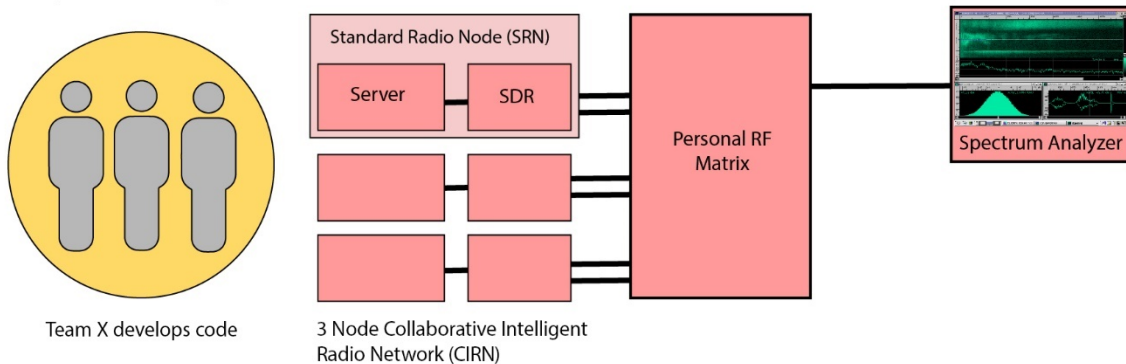 Standard Radio Node (SRN)
Server
SDR
Personal RF
Matrix
Spectrum Analyzer
Team X develops code
3 Node Collaborative Intelligent
Radio Network (CIRN)